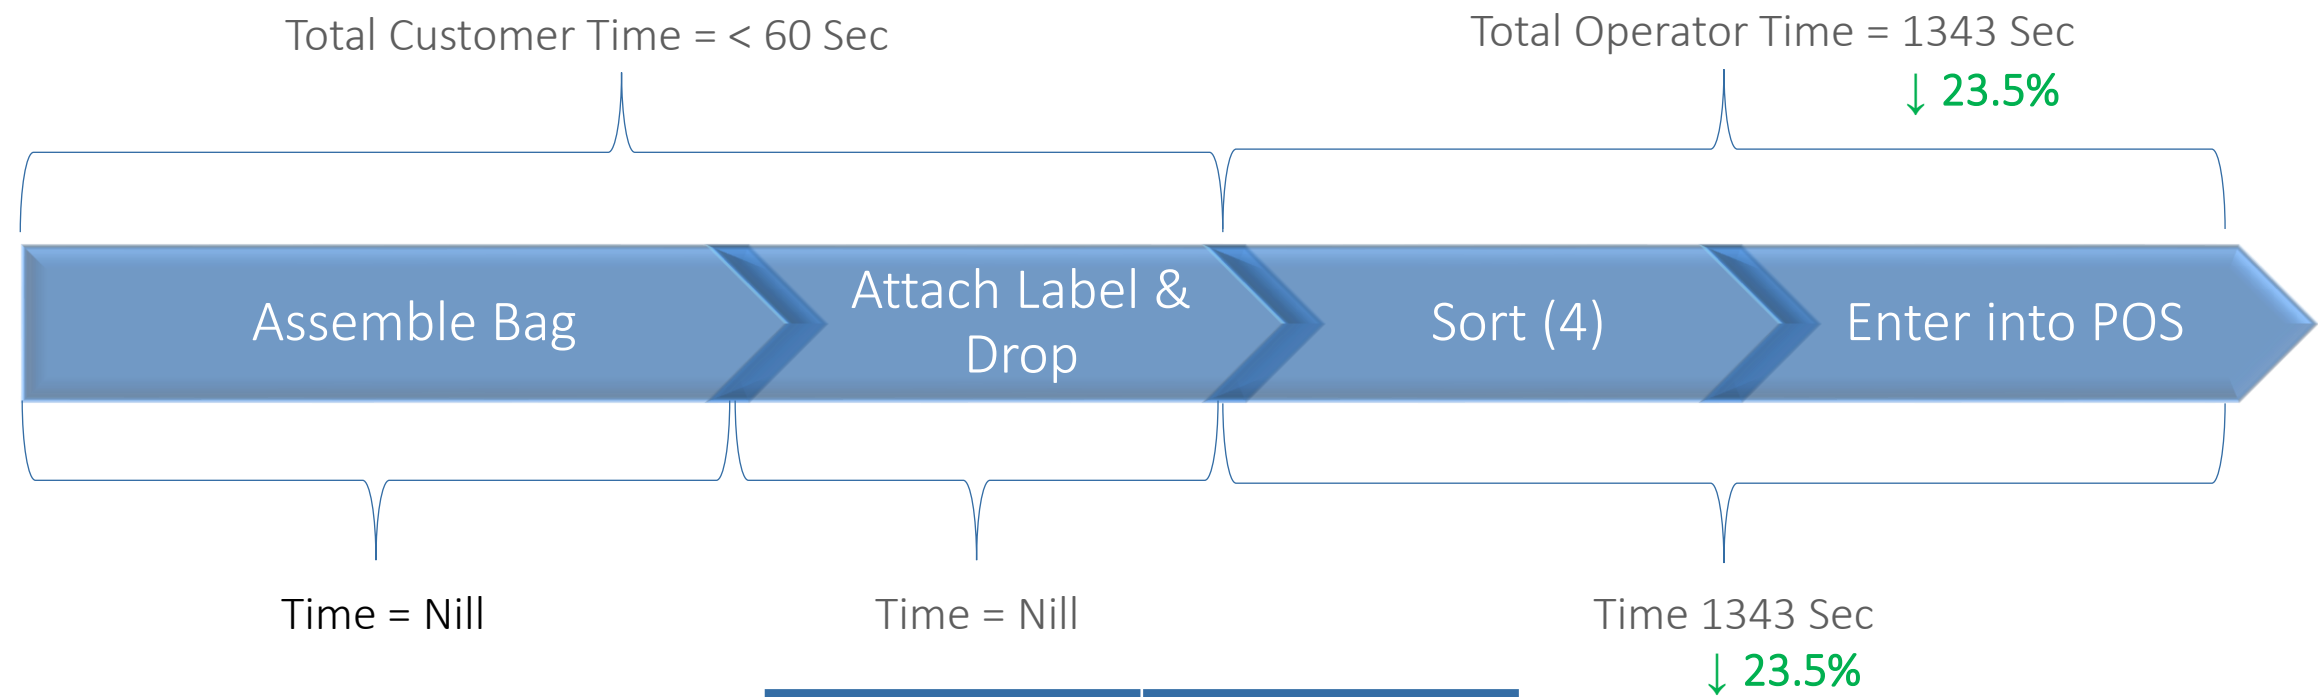 Total Customer Time = < 60 Sec
Total Operator Time = 1343 Sec
↓ 23.5%
Assemble Bag
Attach Label &
Drop
Sort (4)
Enter into POS
Time = Nill
Time = Nill
Time 1343 Sec
↓ 23.5%